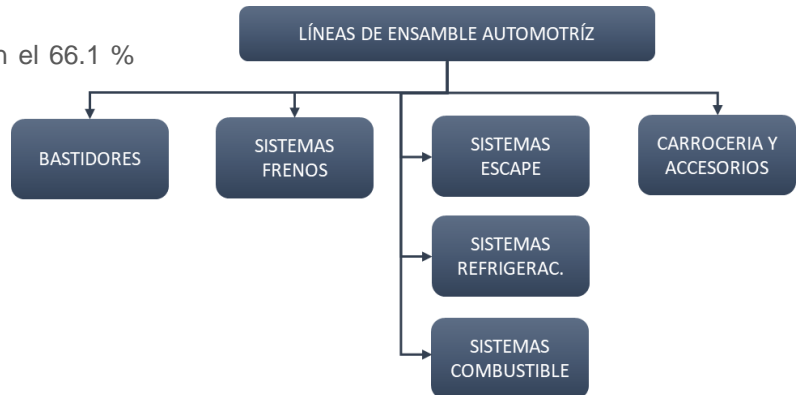 LÍNEAS DE ENSAMBLE AUTOMOTRÍZ
n el 66.1 %
BASTIDORES
SISTEMAS
FRENOS
SISTEMAS
ESCAPE
CARROCERIA Y
ACCESORIOS
SISTEMAS
REFRIGERAC.
SISTEMAS
COMBUSTIBLE